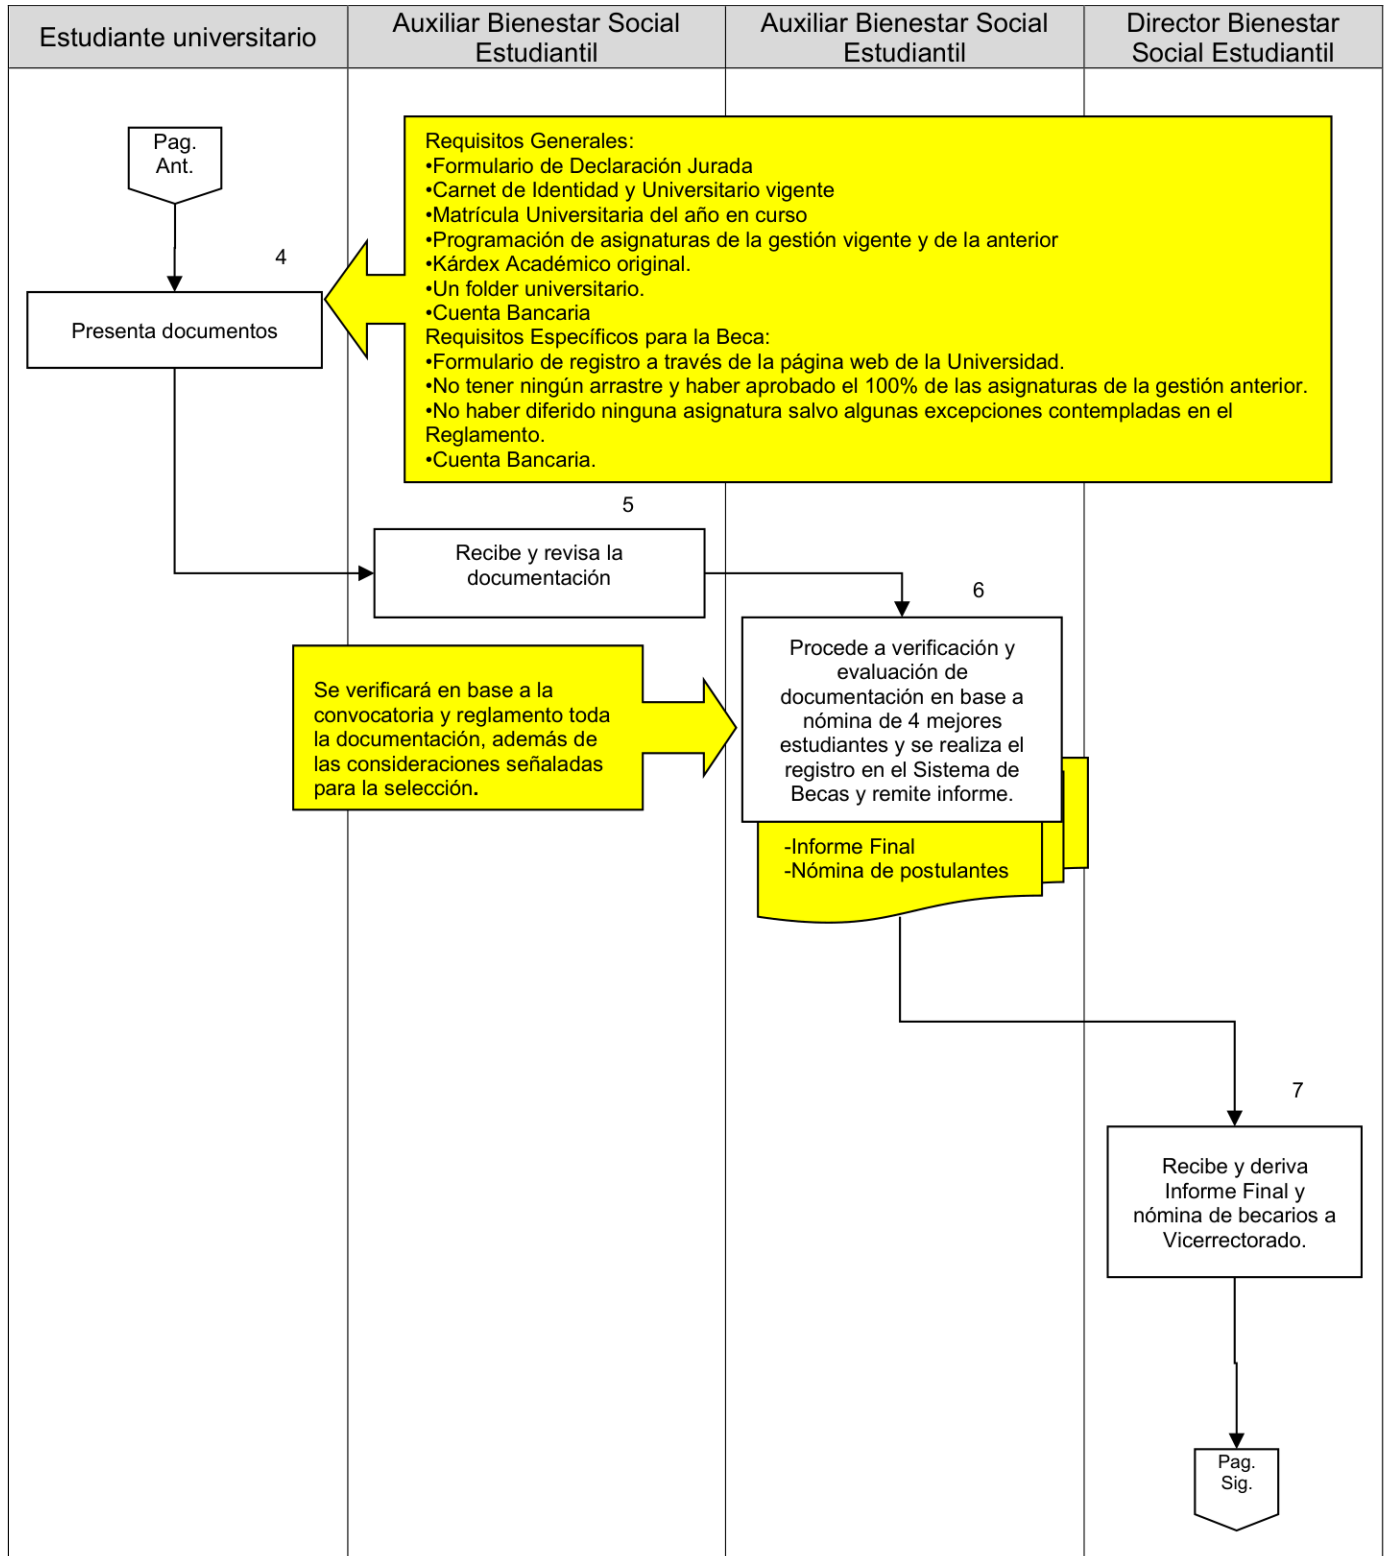 Estudiante universitario
Auxiliar Bienestar Social
Estudiantil
Auxiliar Bienestar Social
Estudiantil
Director Bienestar
Social Estudiantil
Pag.
Ant.
Requisitos Generales:
•Formulario de Declaración Jurada
•Carnet de Identidad y Universitario vigente
•Matrícula Universitaria del año en curso
•Programación de asignaturas de la gestión vigente y de la anterior
•Kárdex Académico original.
•Un folder universitario.
•Cuenta Bancaria
Requisitos Específicos para la Beca:
•Formulario de registro a través de la página web de la Universidad.
•No tener ningún arrastre y haber aprobado el 100% de las asignaturas de la gestión anterior.
•No haber diferido ninguna asignatura salvo algunas excepciones contempladas en el
Reglamento.
•Cuenta Bancaria.
4
Presenta documentos
5
Recibe y revisa la
documentación
6
Procede a verificación y
evaluación de
documentación en base a
nómina de 4 mejores
estudiantes y se realiza el
registro en el Sistema de
Becas y remite informe.
Se verificará en base a la
convocatoria y reglamento toda
la documentación, además de
las consideraciones señaladas
para la selección.
-Informe Final
-Nómina de postulantes
7
Recibe y deriva
Informe Final y
nómina de becarios a
Vicerrectorado.
Pag.
Sig.